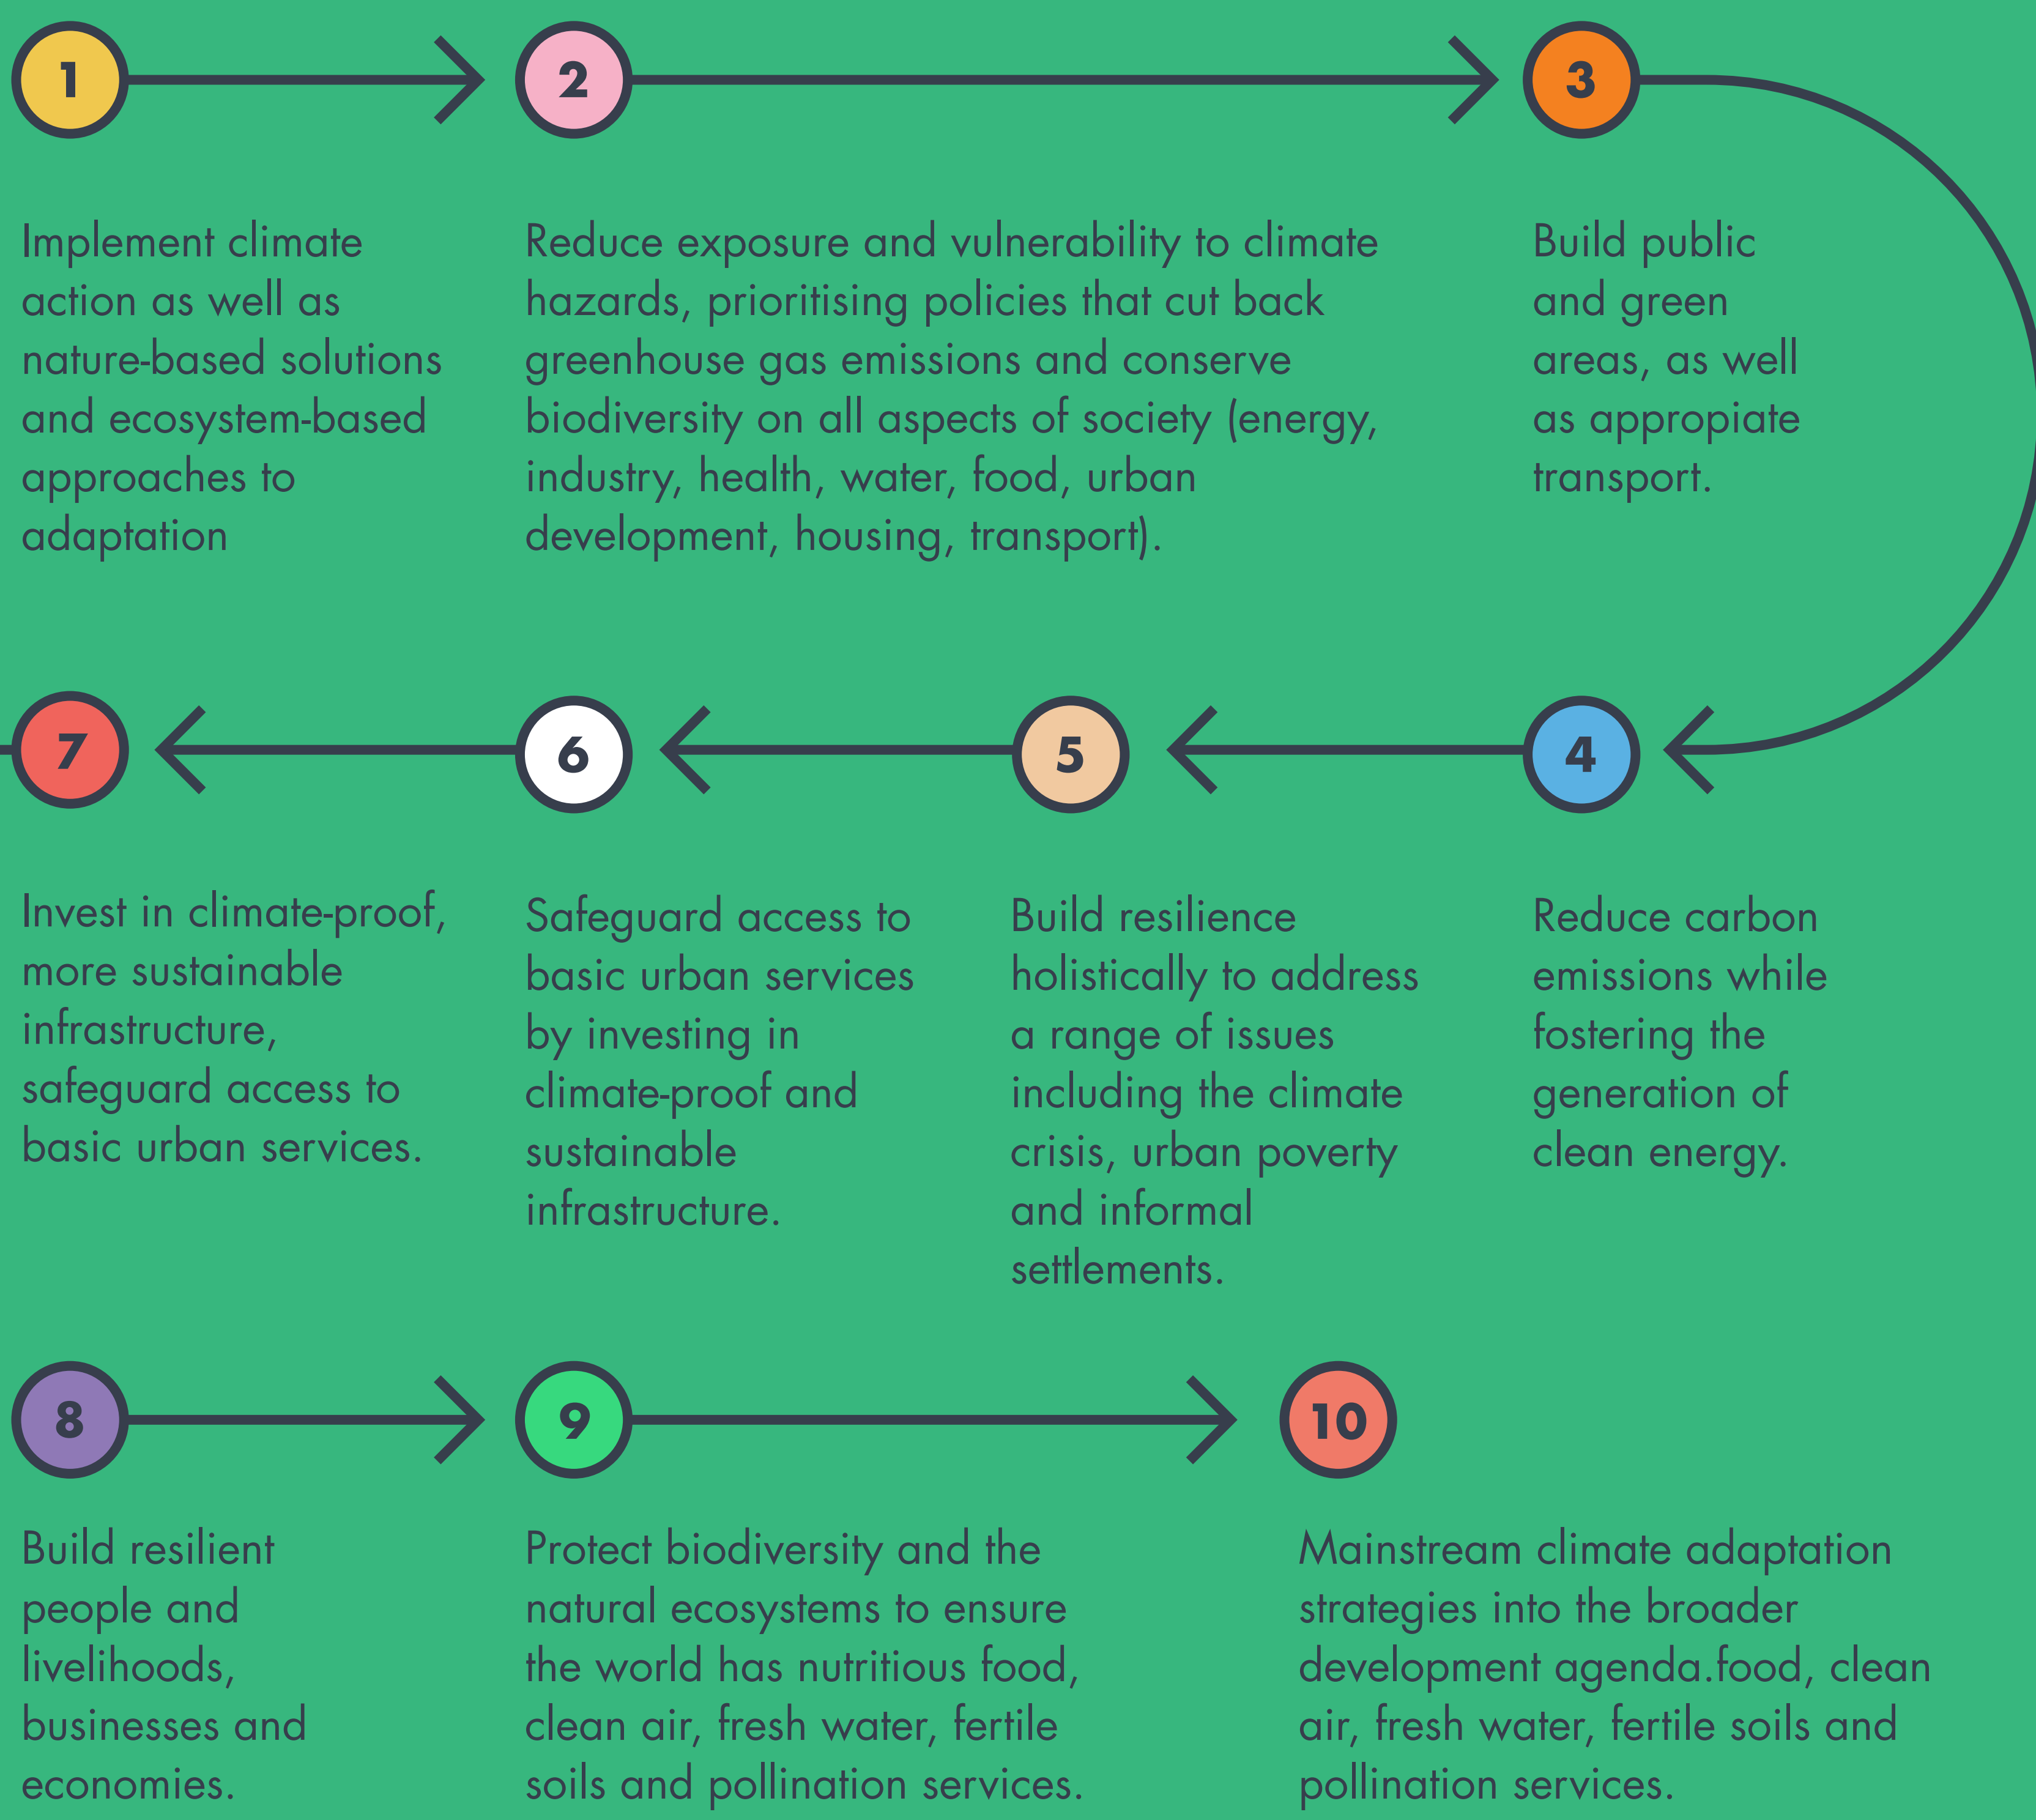 1
Implement climate
action as well as
nature-based solutions
and ecosystem-based
approaches to
adaptation
2
Reduce exposure and vulnerability to climate
hazards, prioritising policies that cut back
greenhouse gas emissions and conserve
biodiversity on all aspects of society (energy,
industry, health, water, food, urban
development, housing, transport).
3
Build public
and green
areas, as well
as appropiate
transport.
4
Reduce carbon
emissions while
fostering the
generation of
clean energy.
5
Build resilience
holistically to address
a range of issues
including the climate
crisis, urban poverty
and informal
settlements.
6
Safeguard access to
basic urban services
by investing in
climate-proof and
sustainable
infrastructure.
7
Invest in climate-proof,
more sustainable
infrastructure,
safeguard access to
basic urban services.
8
Build resilient
people and
livelihoods,
businesses and
economies.
9
Protect biodiversity and the
natural ecosystems to ensure
the world has nutritious food,
clean air, fresh water, fertile
soils and pollination services.
10
Mainstream climate adaptation
strategies into the broader
development agenda.food, clean
air, fresh water, fertile soils and
pollination services.